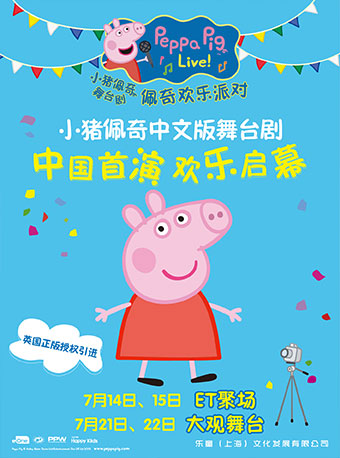 Peppa Pig
Live!
小猪佩奇
舞台剧
佩奇欢乐派对
小猪佩奇中文版舞台剧
中国首演 欢乐启幕
英国正版授权引进
7月14日、15日 ET聚场
7月21日、22日 大观舞台
PPW
Happy Kids
乐童（上海）文化发展有限公司